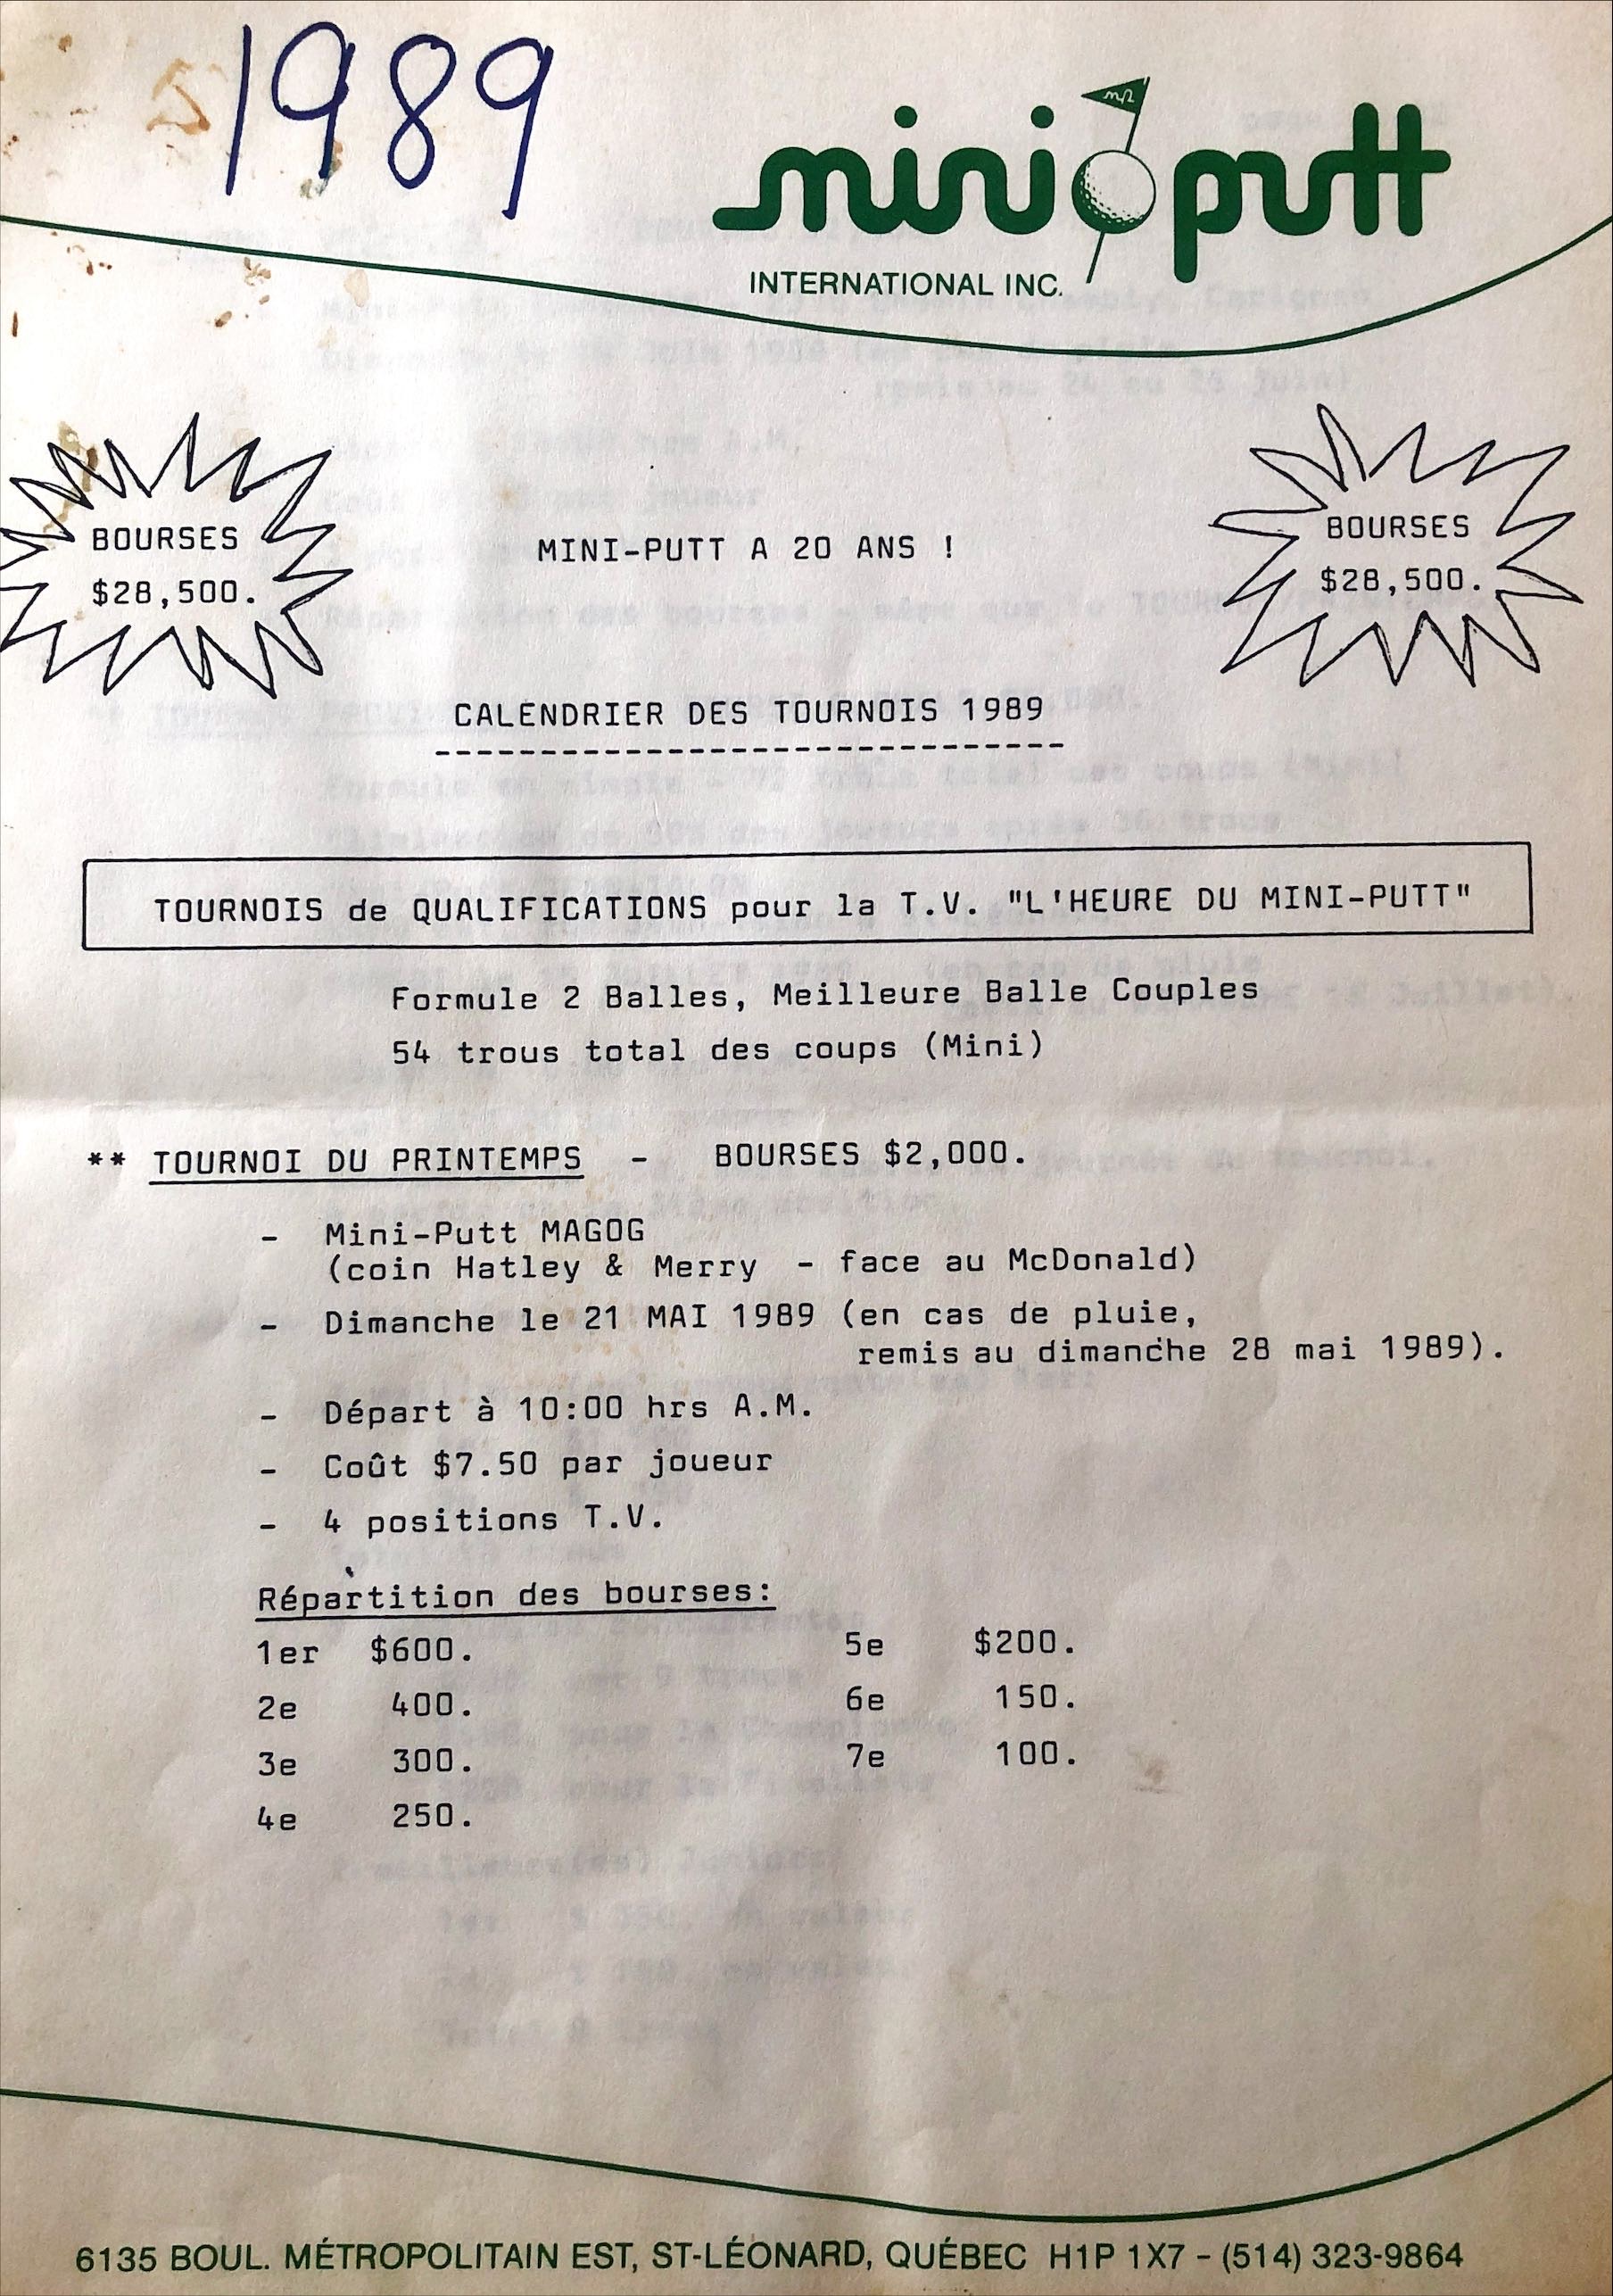 1989
mini putt
INTERNATIONAL INC.
BOURSES
$28,500.
MINI-PUTT A 20 ANS !
BOURSES
$28,500.
CALENDRIER DES TOURNOIS 1989
------------------------------
TOURNOIS de QUALIFICATIONS pour la T.V. "L'HEURE DU MINI-PUTT"
Formule 2 Balles, Meilleure Balle Couples
54 trous total des coups (Mini)
** TOURNOI DU PRINTEMPS - BOURSES $2,000.
- Mini-Putt MAGOG
(coin Hatley & Merry - face au McDonald)
- Dimanche le 21 MAI 1989 (en cas de pluie,
remis au dimanche 28 mai 1989).
- Départ à 10:00 hrs A.M.
- Coût $7.50 par joueur
- 4 positions T.V.
Répartition des bourses:
1er $600. 5e $200.
2e 400. 6e 150.
3e 300. 7e 100.
4e 250.
6135 BOUL. MÉTROPOLITAIN EST, ST-LÉONARD, QUÉBEC H1P 1X7 - (514) 323-9864